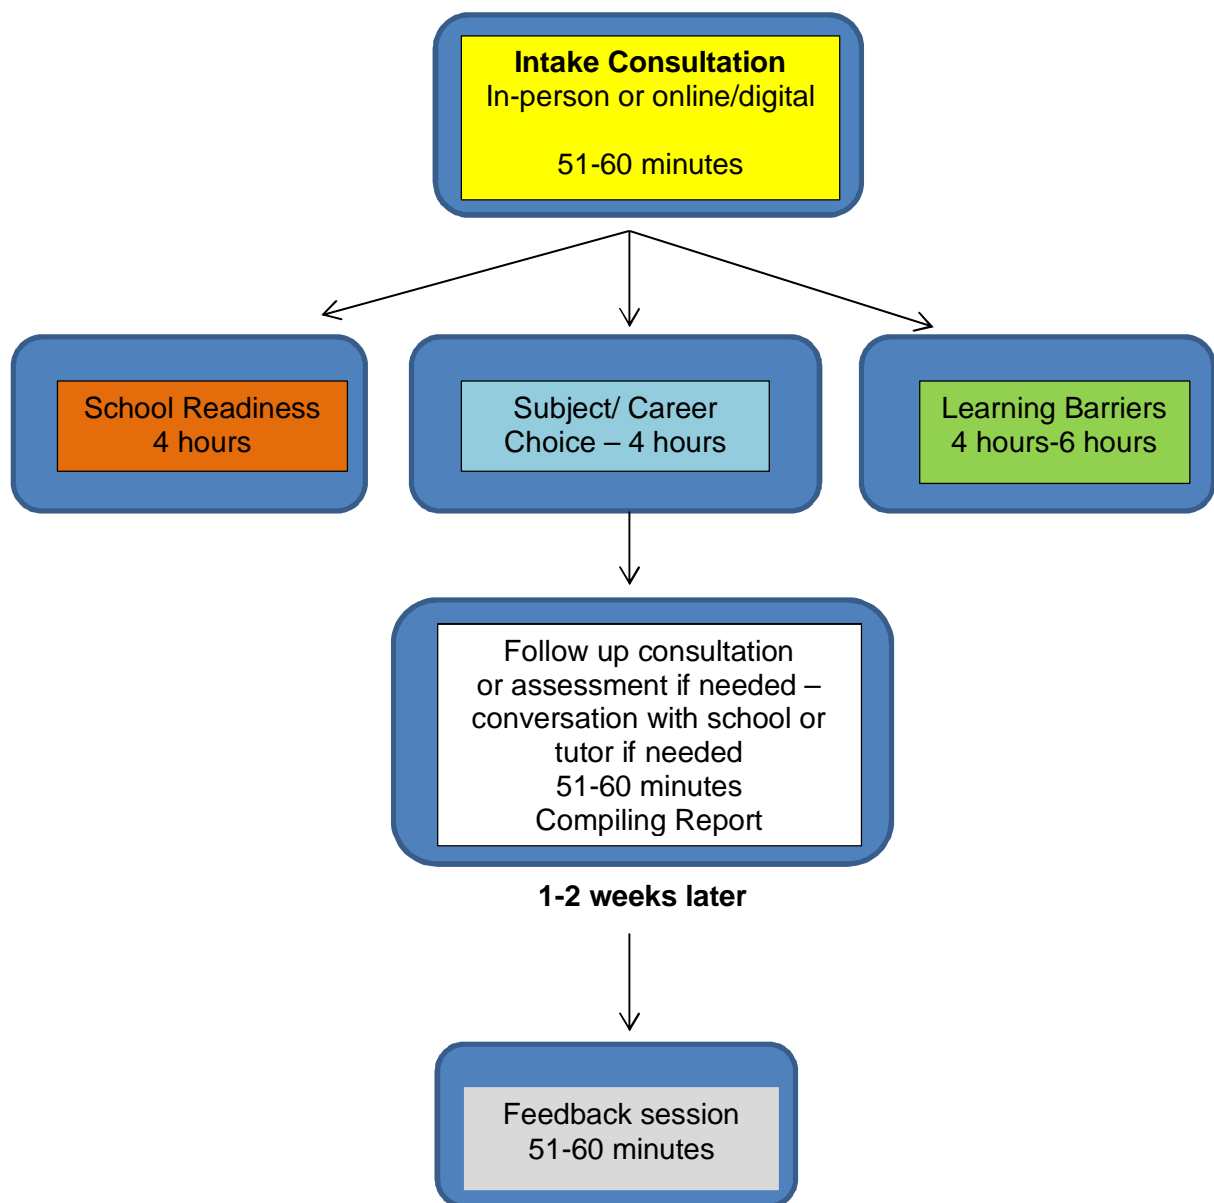 Intake Consultation
In-person or online/digital
51-60 minutes
School Readiness
4 hours
Subject/ Career
Choice – 4 hours
Learning Barriers
4 hours-6 hours
Follow up consultation
or assessment if needed –
conversation with school or
tutor if needed
51-60 minutes
Compiling Report
1-2 weeks later
Feedback session
51-60 minutes